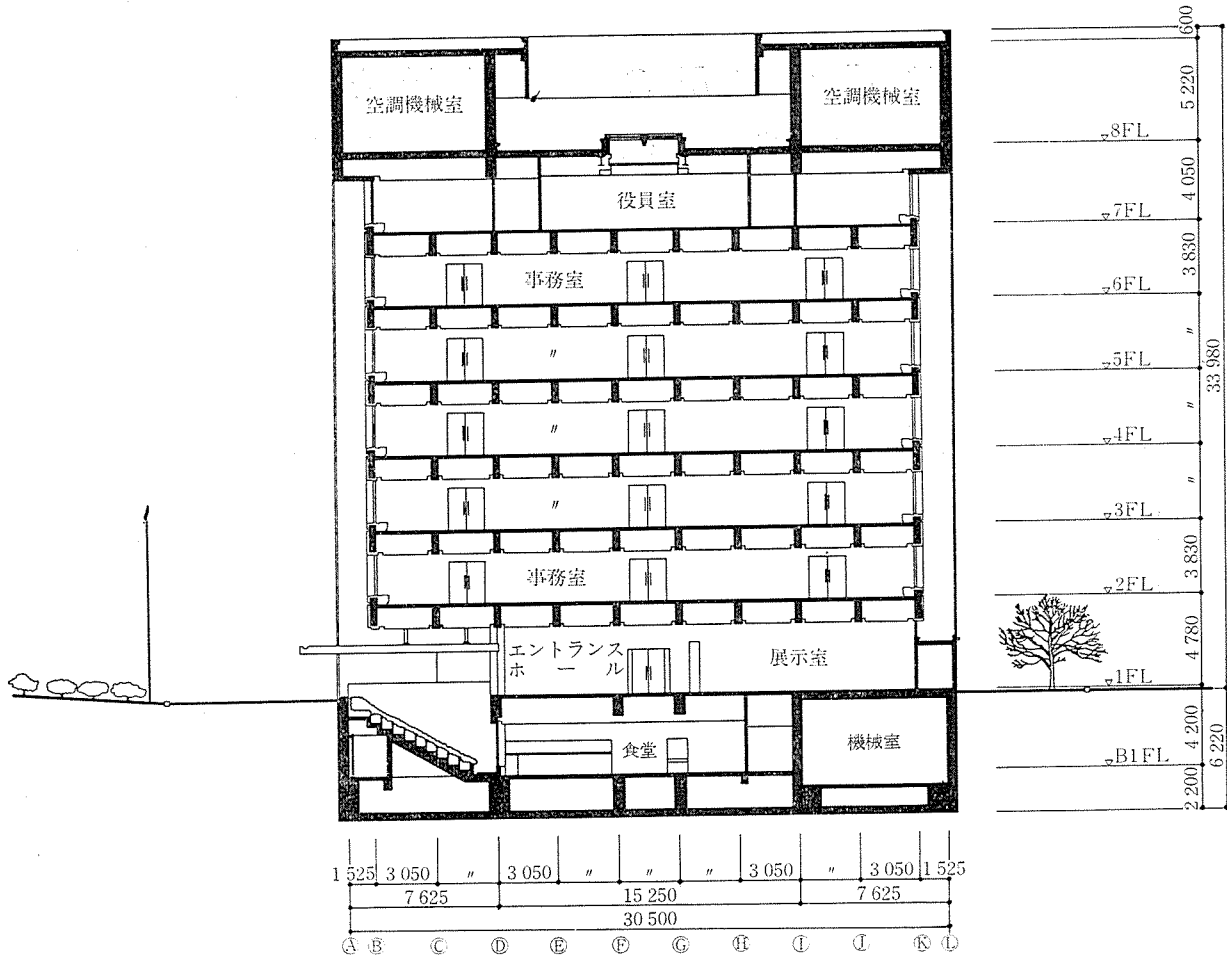 空調機械室
空調機械室
役員室
事務室
〃
〃
〃
事務室
エントランス
ホール
展示室
食堂
機械室
600
5 220
8FL
4 050
7FL
3 830
6FL
〃
5FL
〃
4FL
〃
3FL
3 830
2FL
4 780
1FL
4 200
B1FL
2 200
33 980
6 220
1 525 3 050 〃 3 050 〃 〃 〃 3 050 〃 3 050 1 525
7 625 15 250 7 625
30 500
Ⓐ Ⓑ Ⓒ Ⓓ Ⓔ Ⓕ Ⓖ Ⓗ Ⓘ Ⓙ Ⓚ Ⓛ